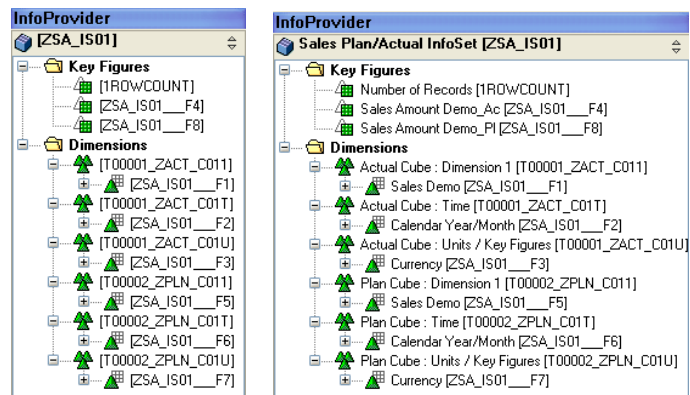 InfoProvider
[ZSA_IS01]
Key Figures
[1ROWCOUNT]
[ZSA_IS01___F4]
[ZSA_IS01___F8]
Dimensions
[T00001_ZACT_C011]
[ZSA_IS01___F1]
[T00001_ZACT_C01T]
[ZSA_IS01___F2]
[T00001_ZACT_C01U]
[ZSA_IS01___F3]
[T00002_ZPLN_C011]
[ZSA_IS01___F5]
[T00002_ZPLN_C01T]
[ZSA_IS01___F6]
[T00002_ZPLN_C01U]
[ZSA_IS01___F7]
InfoProvider
Sales Plan/Actual InfoSet [ZSA_IS01]
Key Figures
Number of Records [1ROWCOUNT]
Sales Amount Demo_Ac [ZSA_IS01___F4]
Sales Amount Demo_Pl [ZSA_IS01___F8]
Dimensions
Actual Cube : Dimension 1 [T00001_ZACT_C011]
Sales Demo [ZSA_IS01___F1]
Actual Cube : Time [T00001_ZACT_C01T]
Calendar Year/Month [ZSA_IS01___F2]
Actual Cube : Units / Key Figures [T00001_ZACT_C01U]
Currency [ZSA_IS01___F3]
Plan Cube : Dimension 1 [T00002_ZPLN_C011]
Sales Demo [ZSA_IS01___F5]
Plan Cube : Time [T00002_ZPLN_C01T]
Calendar Year/Month [ZSA_IS01___F6]
Plan Cube : Units / Key Figures [T00002_ZPLN_C01U]
Currency [ZSA_IS01___F7]